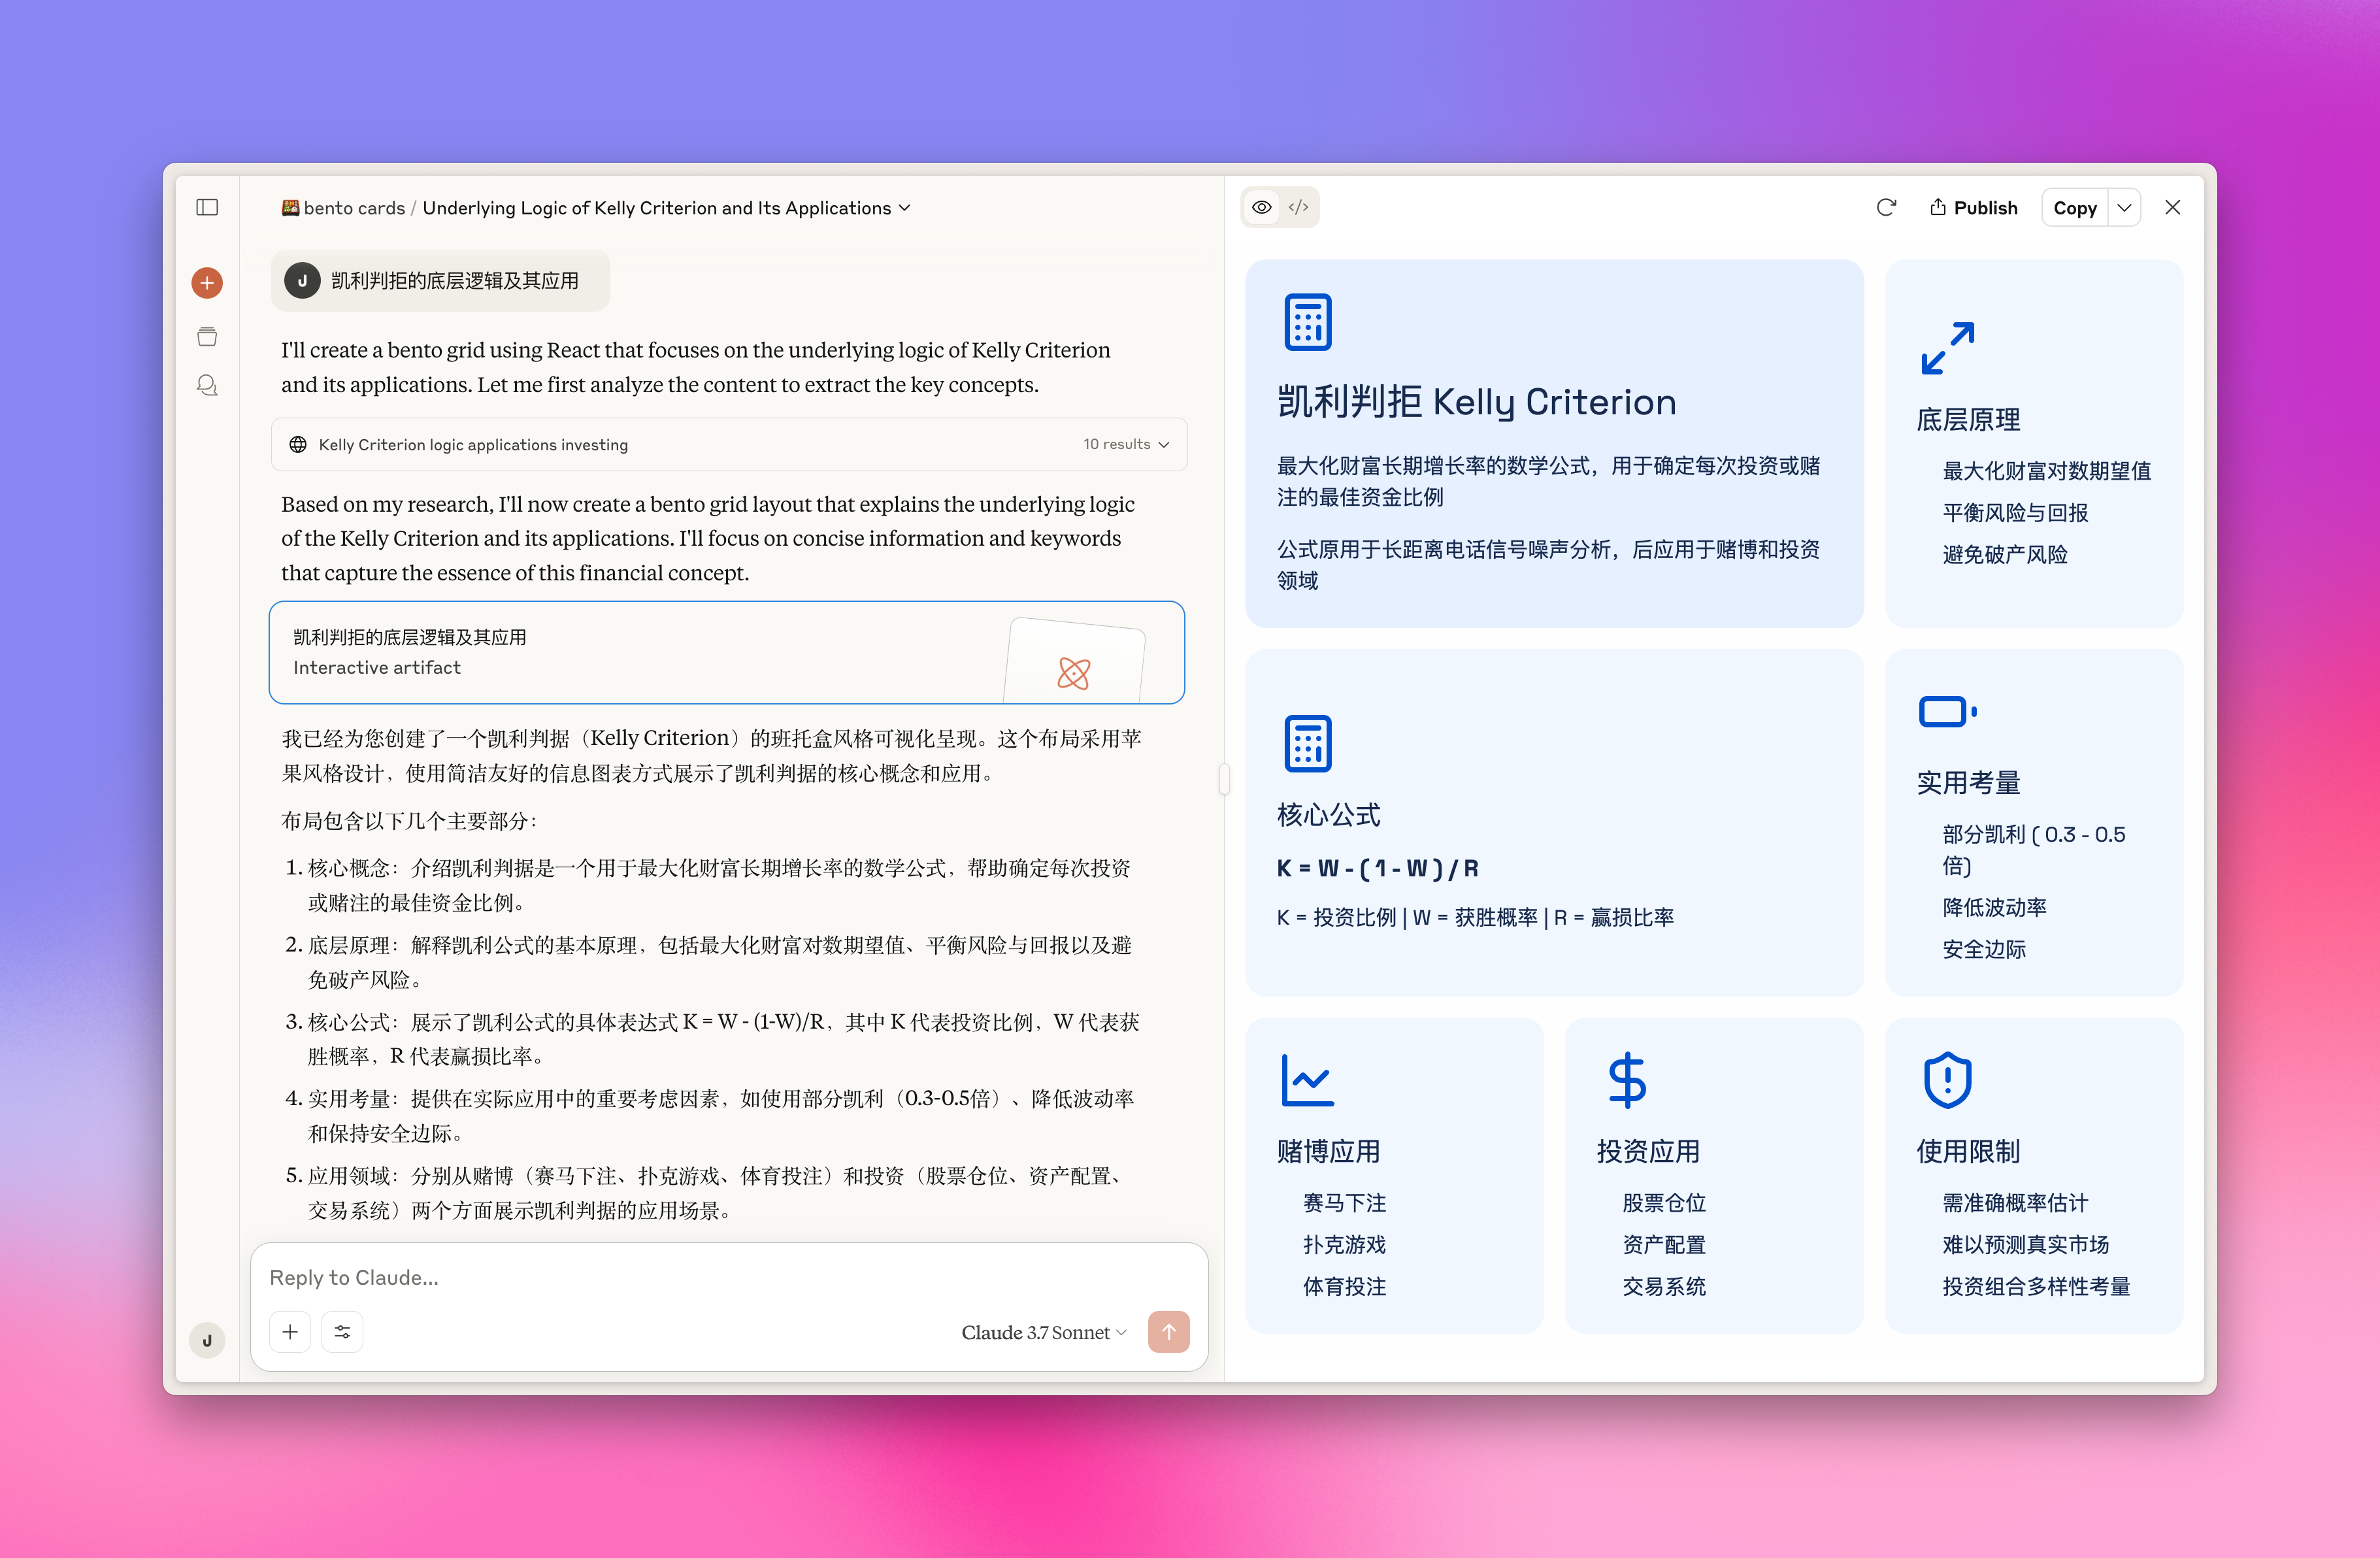 bento cards / Underlying Logic of Kelly Criterion and Its Applications
J
凯利判拒的底层逻辑及其应用
I'll create a bento grid using React that focuses on the underlying logic of Kelly Criterion
and its applications. Let me first analyze the content to extract the key concepts.
Kelly Criterion logic applications investing
10 results
Based on my research, I'll now create a bento grid layout that explains the underlying logic
of the Kelly Criterion and its applications. I'll focus on concise information and keywords
that capture the essence of this financial concept.
凯利判拒的底层逻辑及其应用
Interactive artifact
我已经为您创建了一个凯利判据（Kelly Criterion）的班托盒风格可视化呈现。这个布局采用苹
果风格设计，使用简洁友好的信息图表方式展示了凯利判据的核心概念和应用。
布局包含以下几个主要部分：
1. 核心概念：介绍凯利判据是一个用于最大化财富长期增长率的数学公式，帮助确定每次投资
或赌注的最佳资金比例。
2. 底层原理：解释凯利公式的基本原理，包括最大化财富对数期望值、平衡风险与回报以及避
免破产风险。
3. 核心公式：展示了凯利公式的具体表达式 K = W - (1-W)/R，其中 K 代表投资比例，W 代表获
胜概率，R 代表赢损比率。
4. 实用考量：提供在实际应用中的重要考虑因素，如使用部分凯利（0.3-0.5倍）、降低波动率
和保持安全边际。
5. 应用领域：分别从赌博（赛马下注、扑克游戏、体育投注）和投资（股票仓位、资产配置、
交易系统）两个方面展示凯利判据的应用场景。
Reply to Claude...
Claude 3.7 Sonnet
J
Publish
Copy
凯利判拒 Kelly Criterion
最大化财富长期增长率的数学公式，用于确定每次投资或赌
注的最佳资金比例
公式原用于长距离电话信号噪声分析，后应用于赌博和投资
领域
底层原理
最大化财富对数期望值
平衡风险与回报
避免破产风险
核心公式
K = W - ( 1 - W ) / R
K = 投资比例 | W = 获胜概率 | R = 赢损比率
实用考量
部分凯利 ( 0.3 - 0.5
倍)
降低波动率
安全边际
赌博应用
赛马下注
扑克游戏
体育投注
投资应用
股票仓位
资产配置
交易系统
使用限制
需准确概率估计
难以预测真实市场
投资组合多样性考量